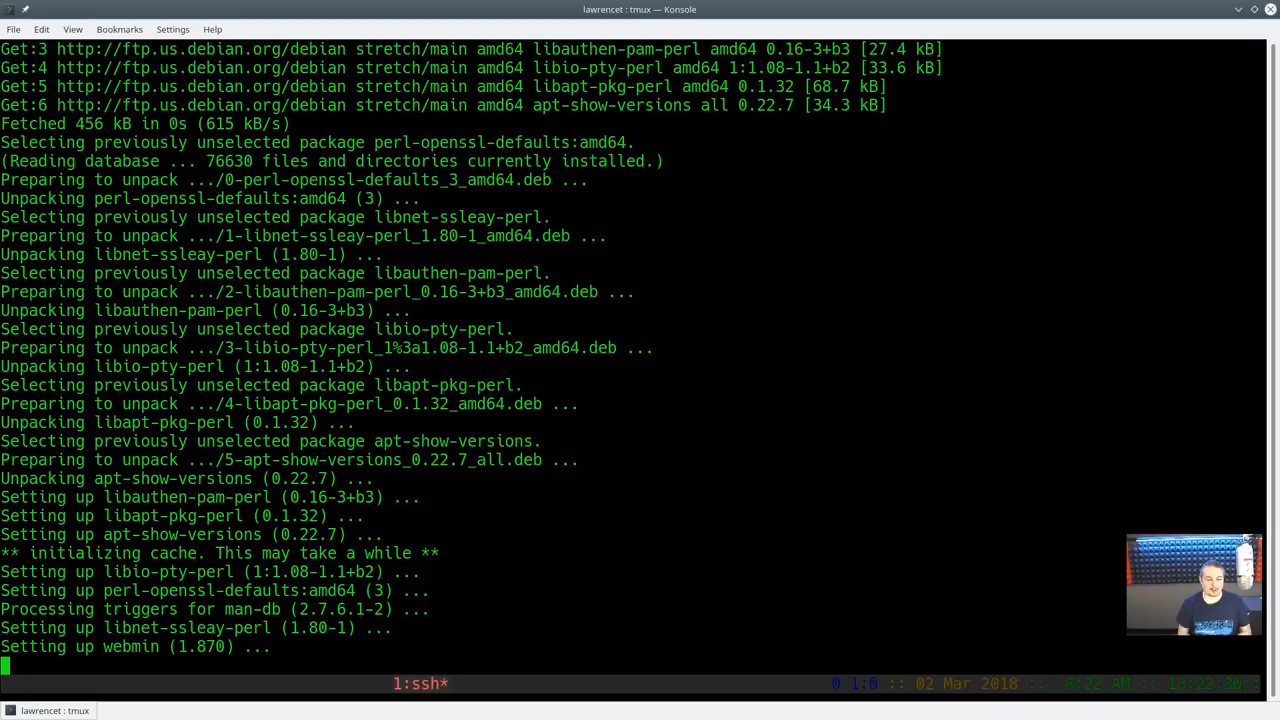 lawrencet : tmux — Konsole
File Edit View Bookmarks Settings Help
Get:3 http://ftp.us.debian.org/debian stretch/main amd64 libauthen-pam-perl amd64 0.16-3+b3 [27.4 kB]
Get:4 http://ftp.us.debian.org/debian stretch/main amd64 libio-pty-perl amd64 1:1.08-1.1+b2 [33.6 kB]
Get:5 http://ftp.us.debian.org/debian stretch/main amd64 libapt-pkg-perl amd64 0.1.32 [68.7 kB]
Get:6 http://ftp.us.debian.org/debian stretch/main amd64 apt-show-versions all 0.22.7 [34.3 kB]
Fetched 456 kB in 0s (615 kB/s)
Selecting previously unselected package perl-openssl-defaults:amd64.
(Reading database ... 76630 files and directories currently installed.)
Preparing to unpack .../0-perl-openssl-defaults_3_amd64.deb ...
Unpacking perl-openssl-defaults:amd64 (3) ...
Selecting previously unselected package libnet-ssleay-perl.
Preparing to unpack .../1-libnet-ssleay-perl_1.80-1_amd64.deb ...
Unpacking libnet-ssleay-perl (1.80-1) ...
Selecting previously unselected package libauthen-pam-perl.
Preparing to unpack .../2-libauthen-pam-perl_0.16-3+b3_amd64.deb ...
Unpacking libauthen-pam-perl (0.16-3+b3) ...
Selecting previously unselected package libio-pty-perl.
Preparing to unpack .../3-libio-pty-perl_1%3a1.08-1.1+b2_amd64.deb ...
Unpacking libio-pty-perl (1:1.08-1.1+b2) ...
Selecting previously unselected package libapt-pkg-perl.
Preparing to unpack .../4-libapt-pkg-perl_0.1.32_amd64.deb ...
Unpacking libapt-pkg-perl (0.1.32) ...
Selecting previously unselected package apt-show-versions.
Preparing to unpack .../5-apt-show-versions_0.22.7_all.deb ...
Unpacking apt-show-versions (0.22.7) ...
Setting up libauthen-pam-perl (0.16-3+b3) ...
Setting up libapt-pkg-perl (0.1.32) ...
Setting up apt-show-versions (0.22.7) ...
** initializing cache. This may take a while **
Setting up libio-pty-perl (1:1.08-1.1+b2) ...
Setting up perl-openssl-defaults:amd64 (3) ...
Processing triggers for man-db (2.7.6.1-2) ...
Setting up libnet-ssleay-perl (1.80-1) ...
Setting up webmin (1.870) ...
1:ssh* 0 1:0 :: 02 Mar 2018 :: 6:22 AM :: 13:22:30::
lawrencet : tmux